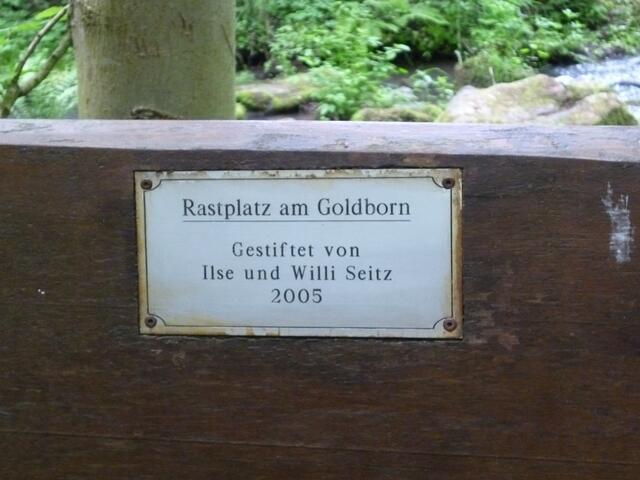 Rastplatz am Goldborn
Gestiftet von
Ilse und Willi Seitz
2005